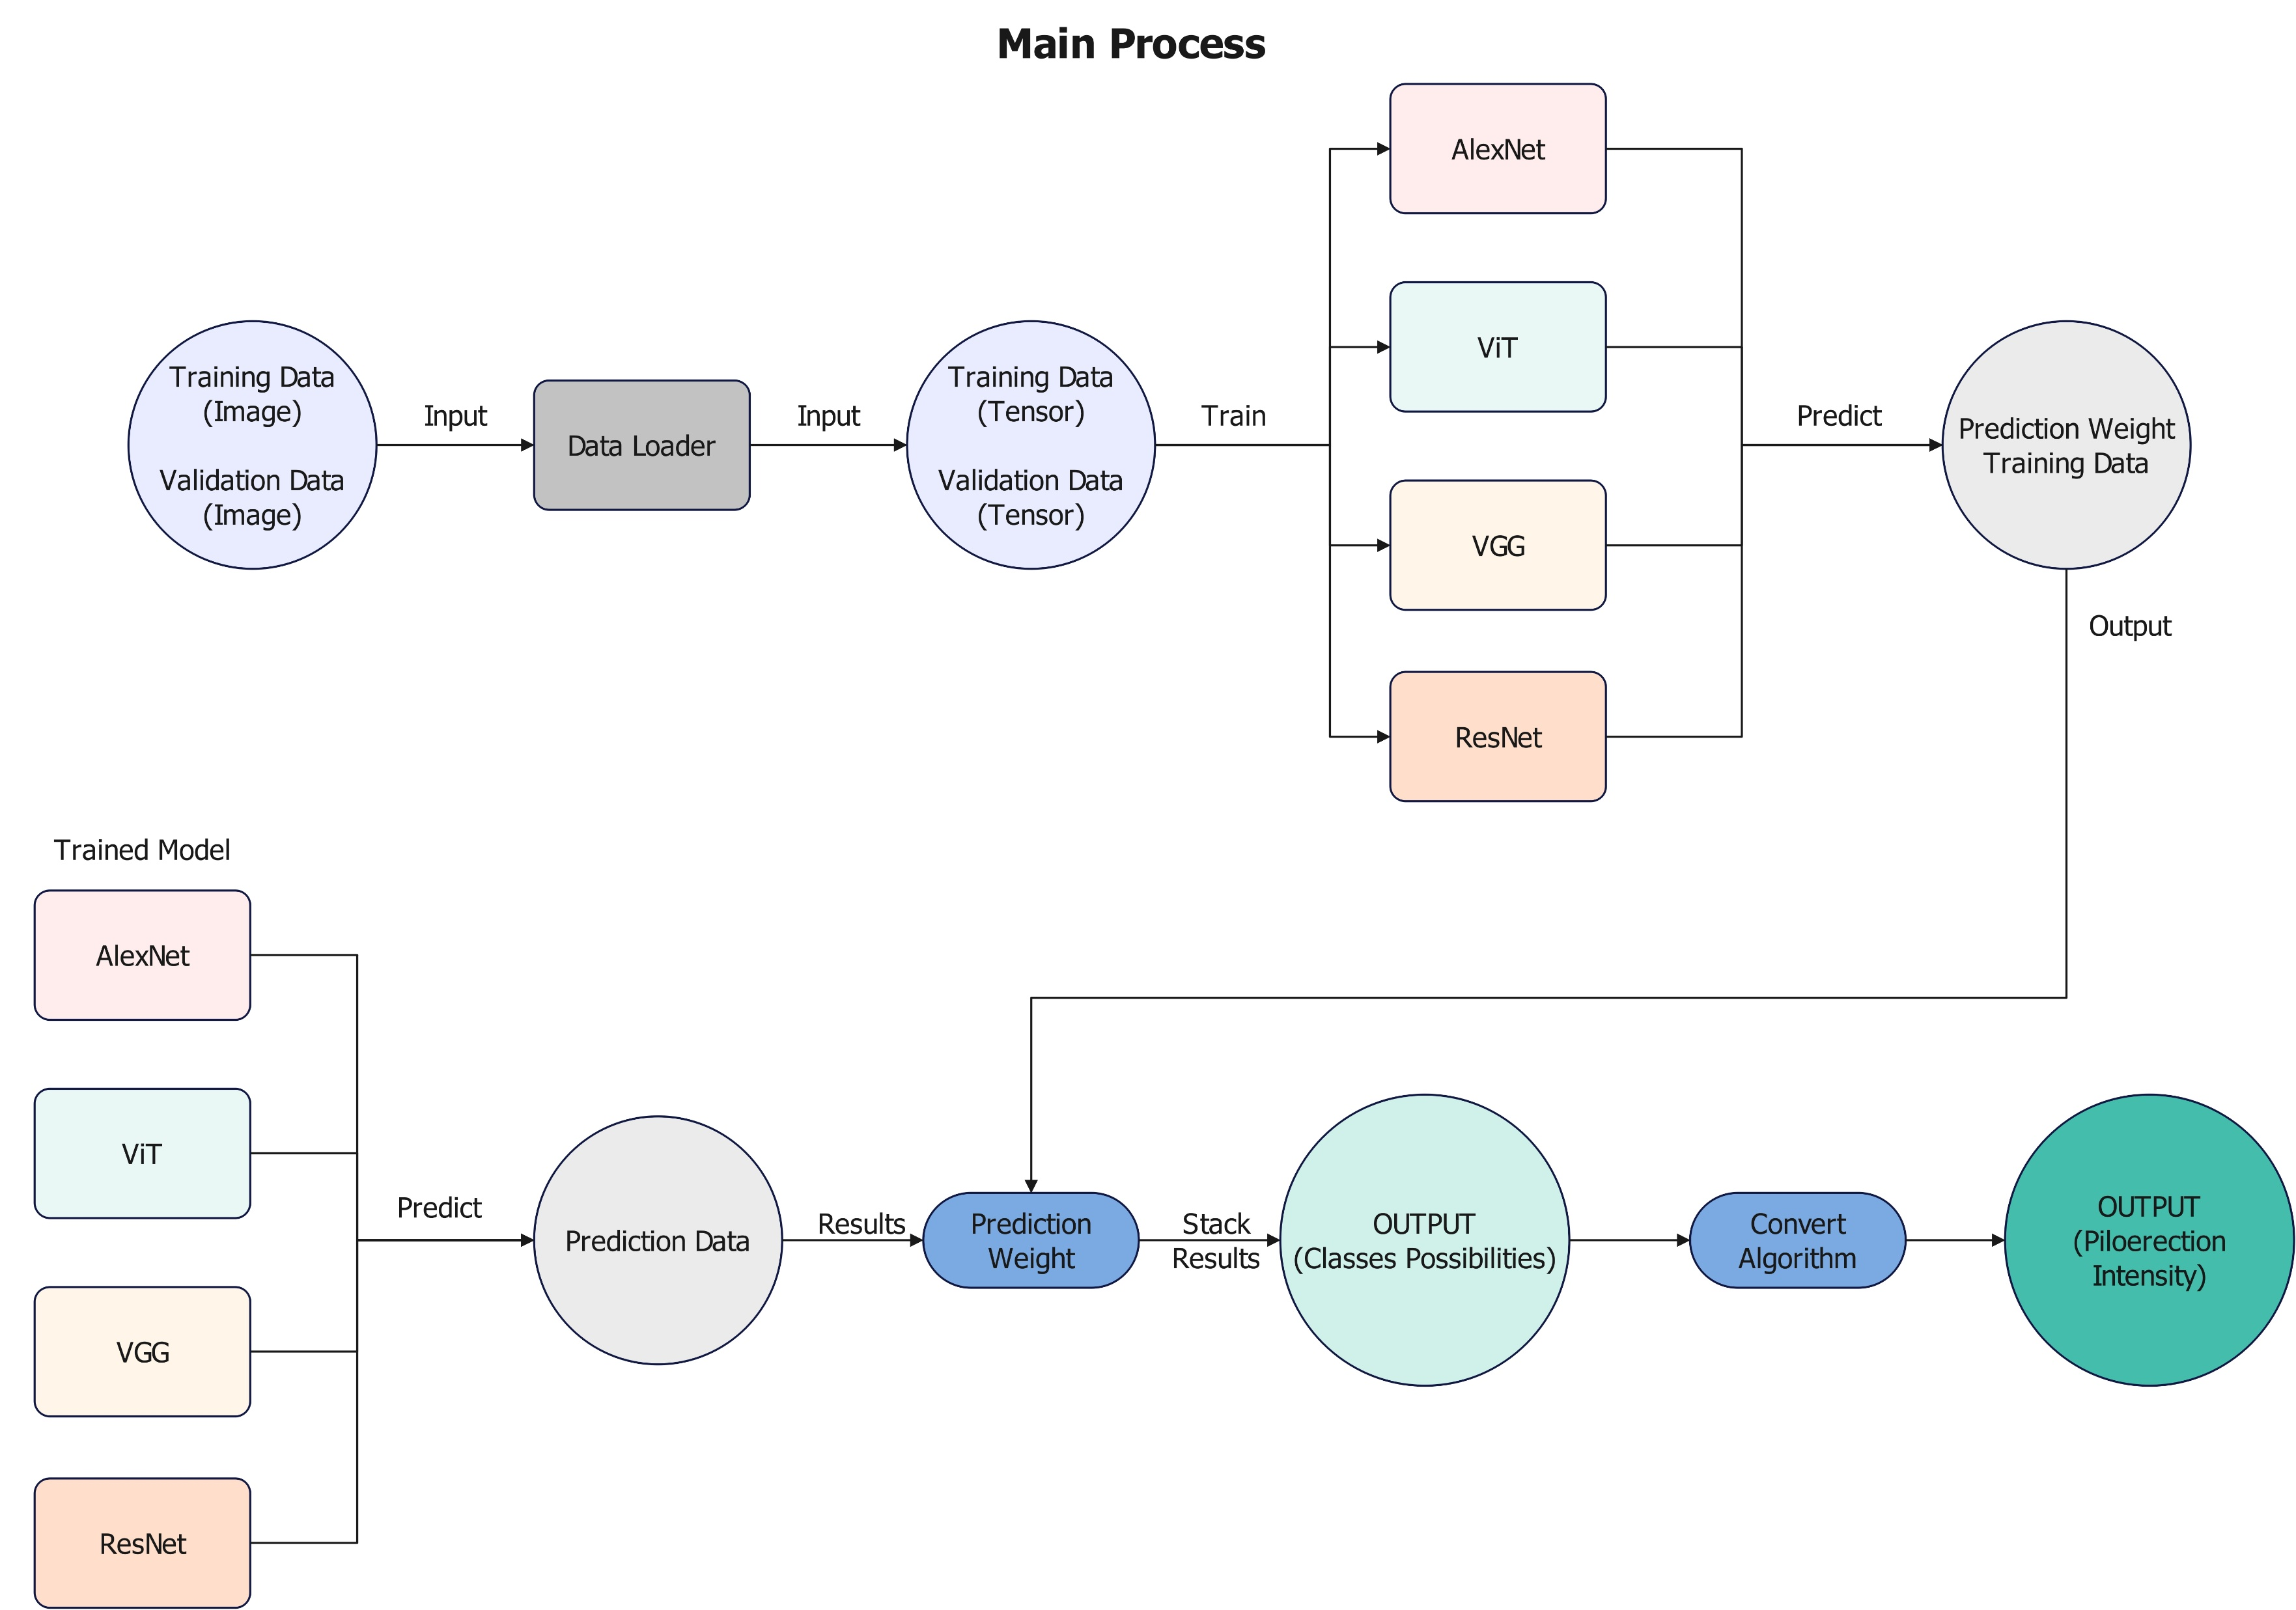 Main Process
AlexNet
ViT
VGG
ResNet
Training Data
(Image)
Validation Data
(Image)
Input
Data Loader
Input
Training Data
(Tensor)
Validation Data
(Tensor)
Train
Predict
Prediction Weight
Training Data
Output
Trained Model
AlexNet
ViT
VGG
ResNet
Predict
Prediction Data
Results
Prediction
Weight
Stack
Results
OUTPUT
(Classes Possibilities)
Convert
Algorithm
OUTPUT
(Piloerection
Intensity)